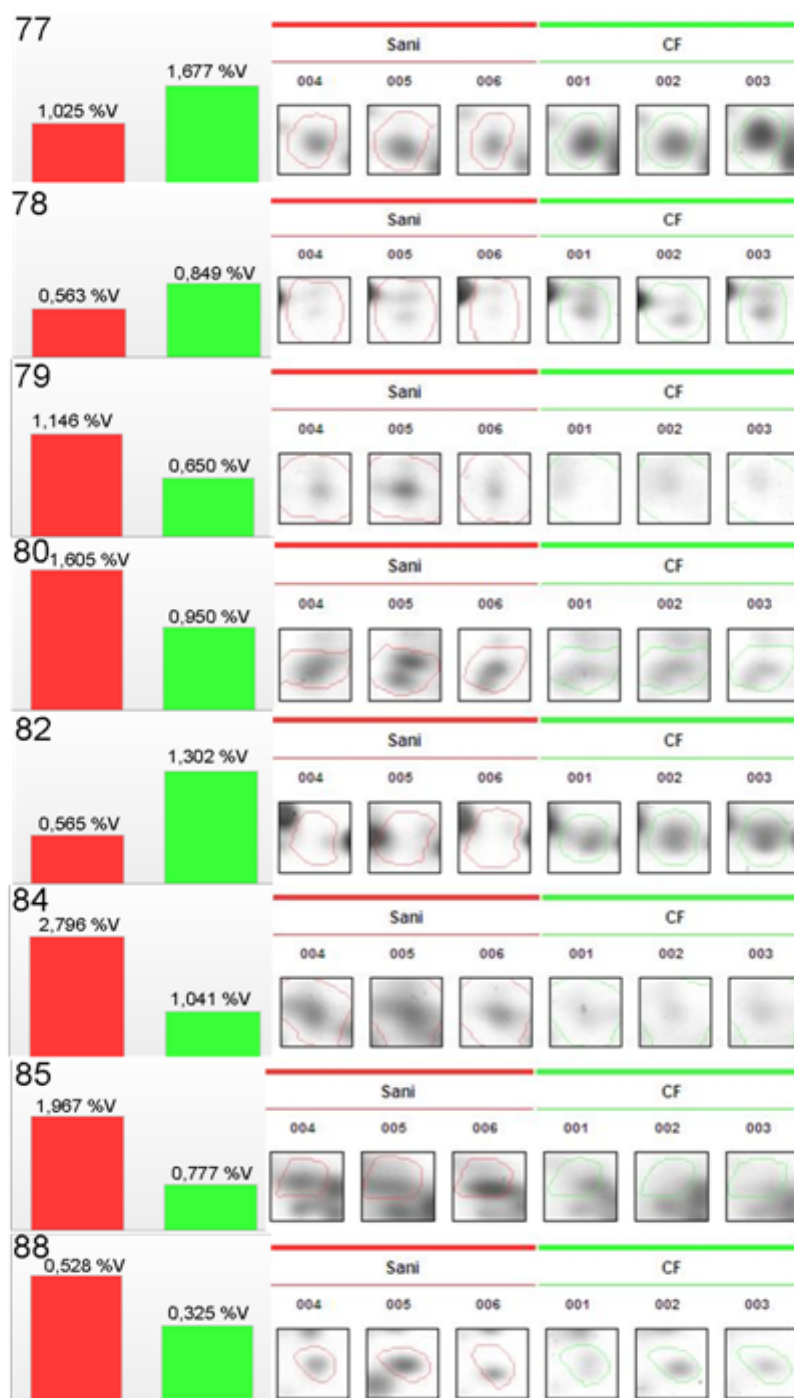 77
1,025 %V
1,677 %V
Sani CF
004 005 006 001 002 003
78
0,563 %V
0,849 %V
Sani CF
004 005 006 001 002 003
79
1,146 %V
0,650 %V
Sani CF
004 005 006 001 002 003
80
1,605 %V
0,950 %V
Sani CF
004 005 006 001 002 003
82
0,565 %V
1,302 %V
Sani CF
004 005 006 001 002 003
84
2,796 %V
1,041 %V
Sani CF
004 005 006 001 002 003
85
1,967 %V
0,777 %V
Sani CF
004 005 006 001 002 003
88
0,528 %V
0,325 %V
Sani CF
004 005 006 001 002 003